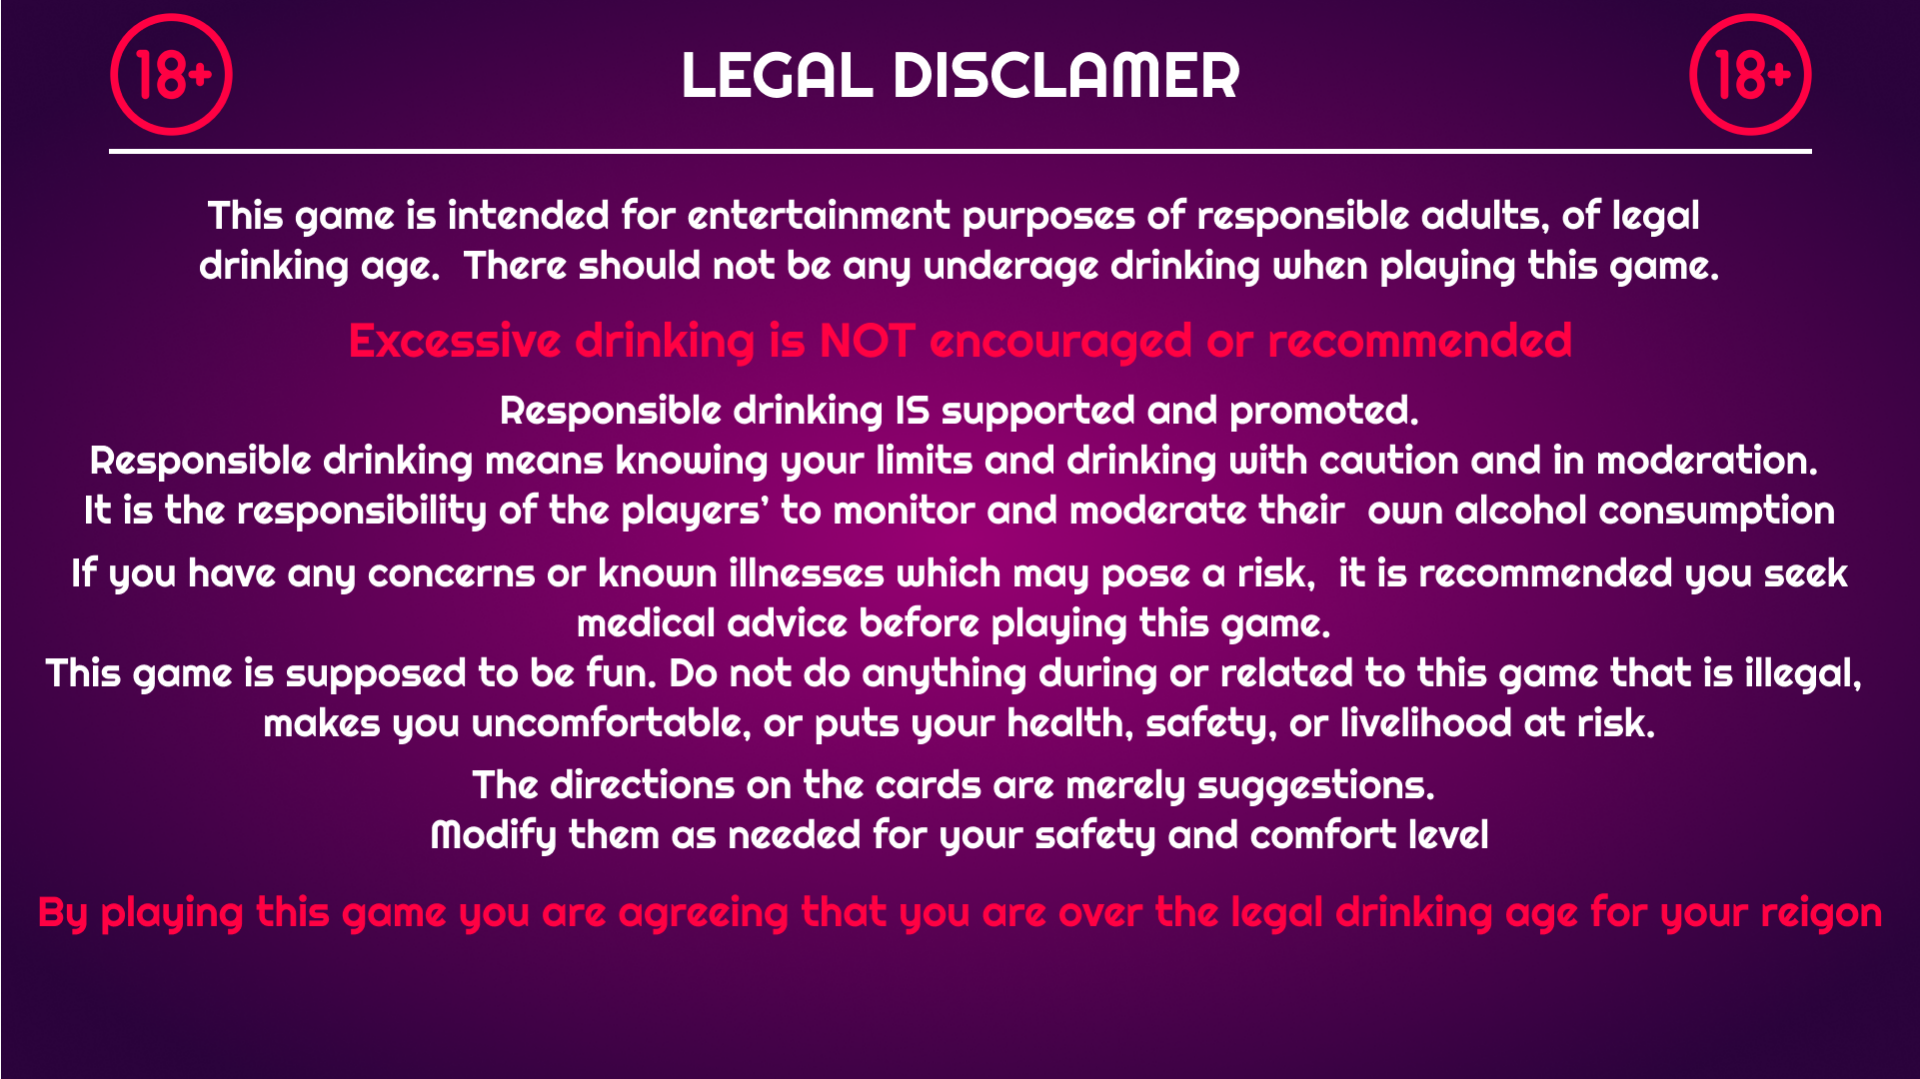 18+ LEGAL DISCLAMER 18+
This game is intended for entertainment purposes of responsible adults, of legal
drinking age.  There should not be any underage drinking when playing this game.
Excessive drinking is NOT encouraged or recommended
Responsible drinking IS supported and promoted.
Responsible drinking means knowing your limits and drinking with caution and in moderation.
It is the responsibility of the players’ to monitor and moderate their  own alcohol consumption
If you have any concerns or known illnesses which may pose a risk,  it is recommended you seek
medical advice before playing this game.
This game is supposed to be fun. Do not do anything during or related to this game that is illegal,
makes you uncomfortable, or puts your health, safety, or livelihood at risk.
The directions on the cards are merely suggestions.
Modify them as needed for your safety and comfort level
By playing this game you are agreeing that you are over the legal drinking age for your reigon